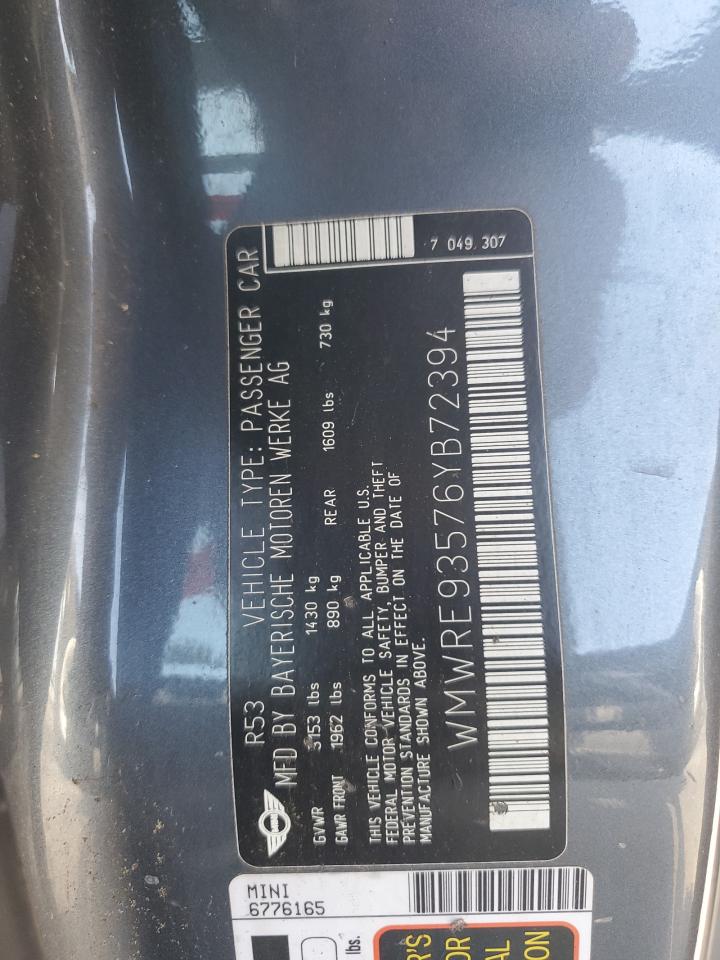 7 049 307
R53 VEHICLE TYPE: PASSENGER CAR
MFD BY BAYERISCHE MOTOREN WERKE AG
GVWR 3153 lbs 1430 kg
GAWR FRONT 1962 lbs 890 kg REAR 1609 lbs 730 kg
THIS VEHICLE CONFORMS TO ALL APPLICABLE U.S.
FEDERAL MOTOR VEHICLE SAFETY, BUMPER AND THEFT
PREVENTION STANDARDS IN EFFECT ON THE DATE OF
MANUFACTURE SHOWN ABOVE.
WMWRE93576YB72394
MINI
6776165
lbs.
R'S
OR
AL
ON